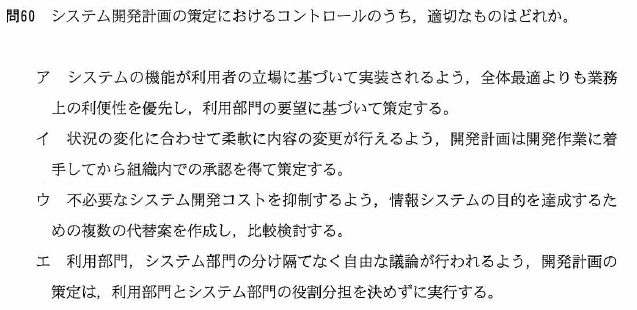 問60 システム開発計画の策定におけるコントロールのうち，適切なものはどれか。
ア システムの機能が利用者の立場に基づいて実装されるよう，全体最適よりも業務
上の利便性を優先し，利用部門の要望に基づいて策定する。
イ 状況の変化に合わせて柔軟に内容の変更が行えるよう，開発計画は開発作業に着
手してから組織内での承認を得て策定する。
ウ 不必要なシステム開発コストを抑制するよう，情報システムの目的を達成するた
めの複数の代替案を作成し，比較検討する。
エ 利用部門，システム部門の分け隔てなく自由な議論が行われるよう，開発計画の
策定は，利用部門とシステム部門の役割分担を決めずに実行する。